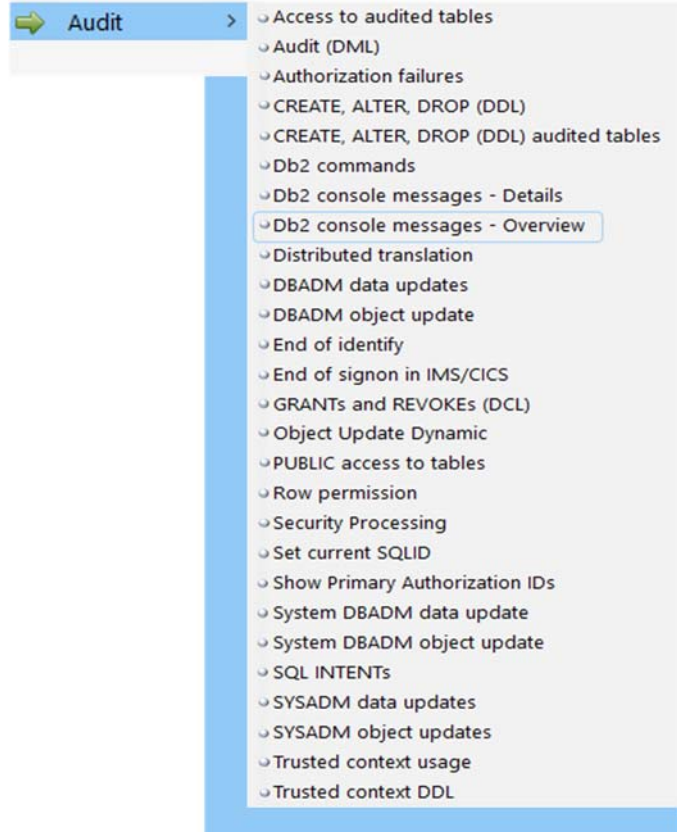 Audit >
Access to audited tables
Audit (DML)
Authorization failures
CREATE, ALTER, DROP (DDL)
CREATE, ALTER, DROP (DDL) audited tables
Db2 commands
Db2 console messages - Details
Db2 console messages - Overview
Distributed translation
DBADM data updates
DBADM object update
End of identify
End of signon in IMS/CICS
GRANTs and REVOKEs (DCL)
Object Update Dynamic
PUBLIC access to tables
Row permission
Security Processing
Set current SQLID
Show Primary Authorization IDs
System DBADM data update
System DBADM object update
SQL INTENTs
SYSADM data updates
SYSADM object updates
Trusted context usage
Trusted context DDL